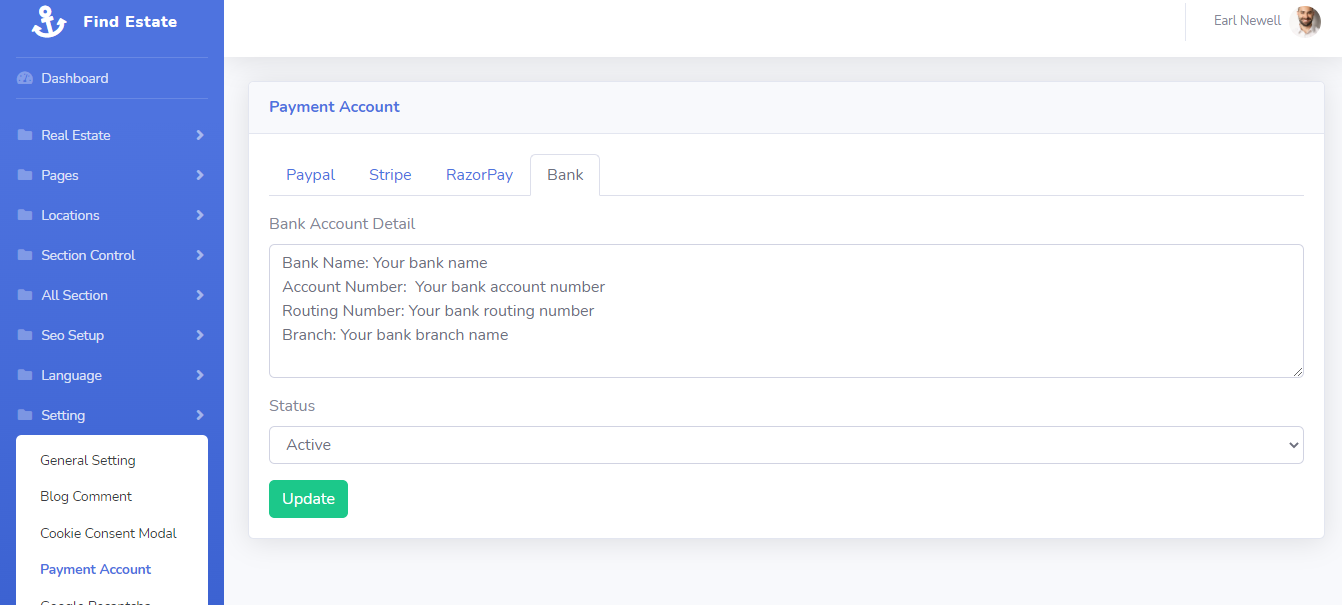 Find Estate
Earl Newell
Dashboard
Real Estate
Pages
Locations
Section Control
All Section
Seo Setup
Language
Setting
General Setting
Blog Comment
Cookie Consent Modal
Payment Account
Payment Account
Paypal Stripe RazorPay Bank
Bank Account Detail
Bank Name: Your bank name
Account Number:  Your bank account number
Routing Number: Your bank routing number
Branch: Your bank branch name
Status
Active
Update